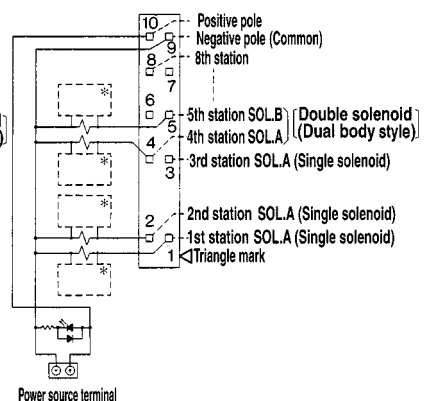 10 Positive pole
9 Negative pole (Common)
8 8th station
7
6
5 5th station SOL.B Double solenoid
4 4th station SOL.A (Dual body style)
3 3rd station SOL.A (Single solenoid)
2 2nd station SOL.A (Single solenoid)
1st station SOL.A (Single solenoid)
1 Triangle mark
*
*
*
*
Power source terminal